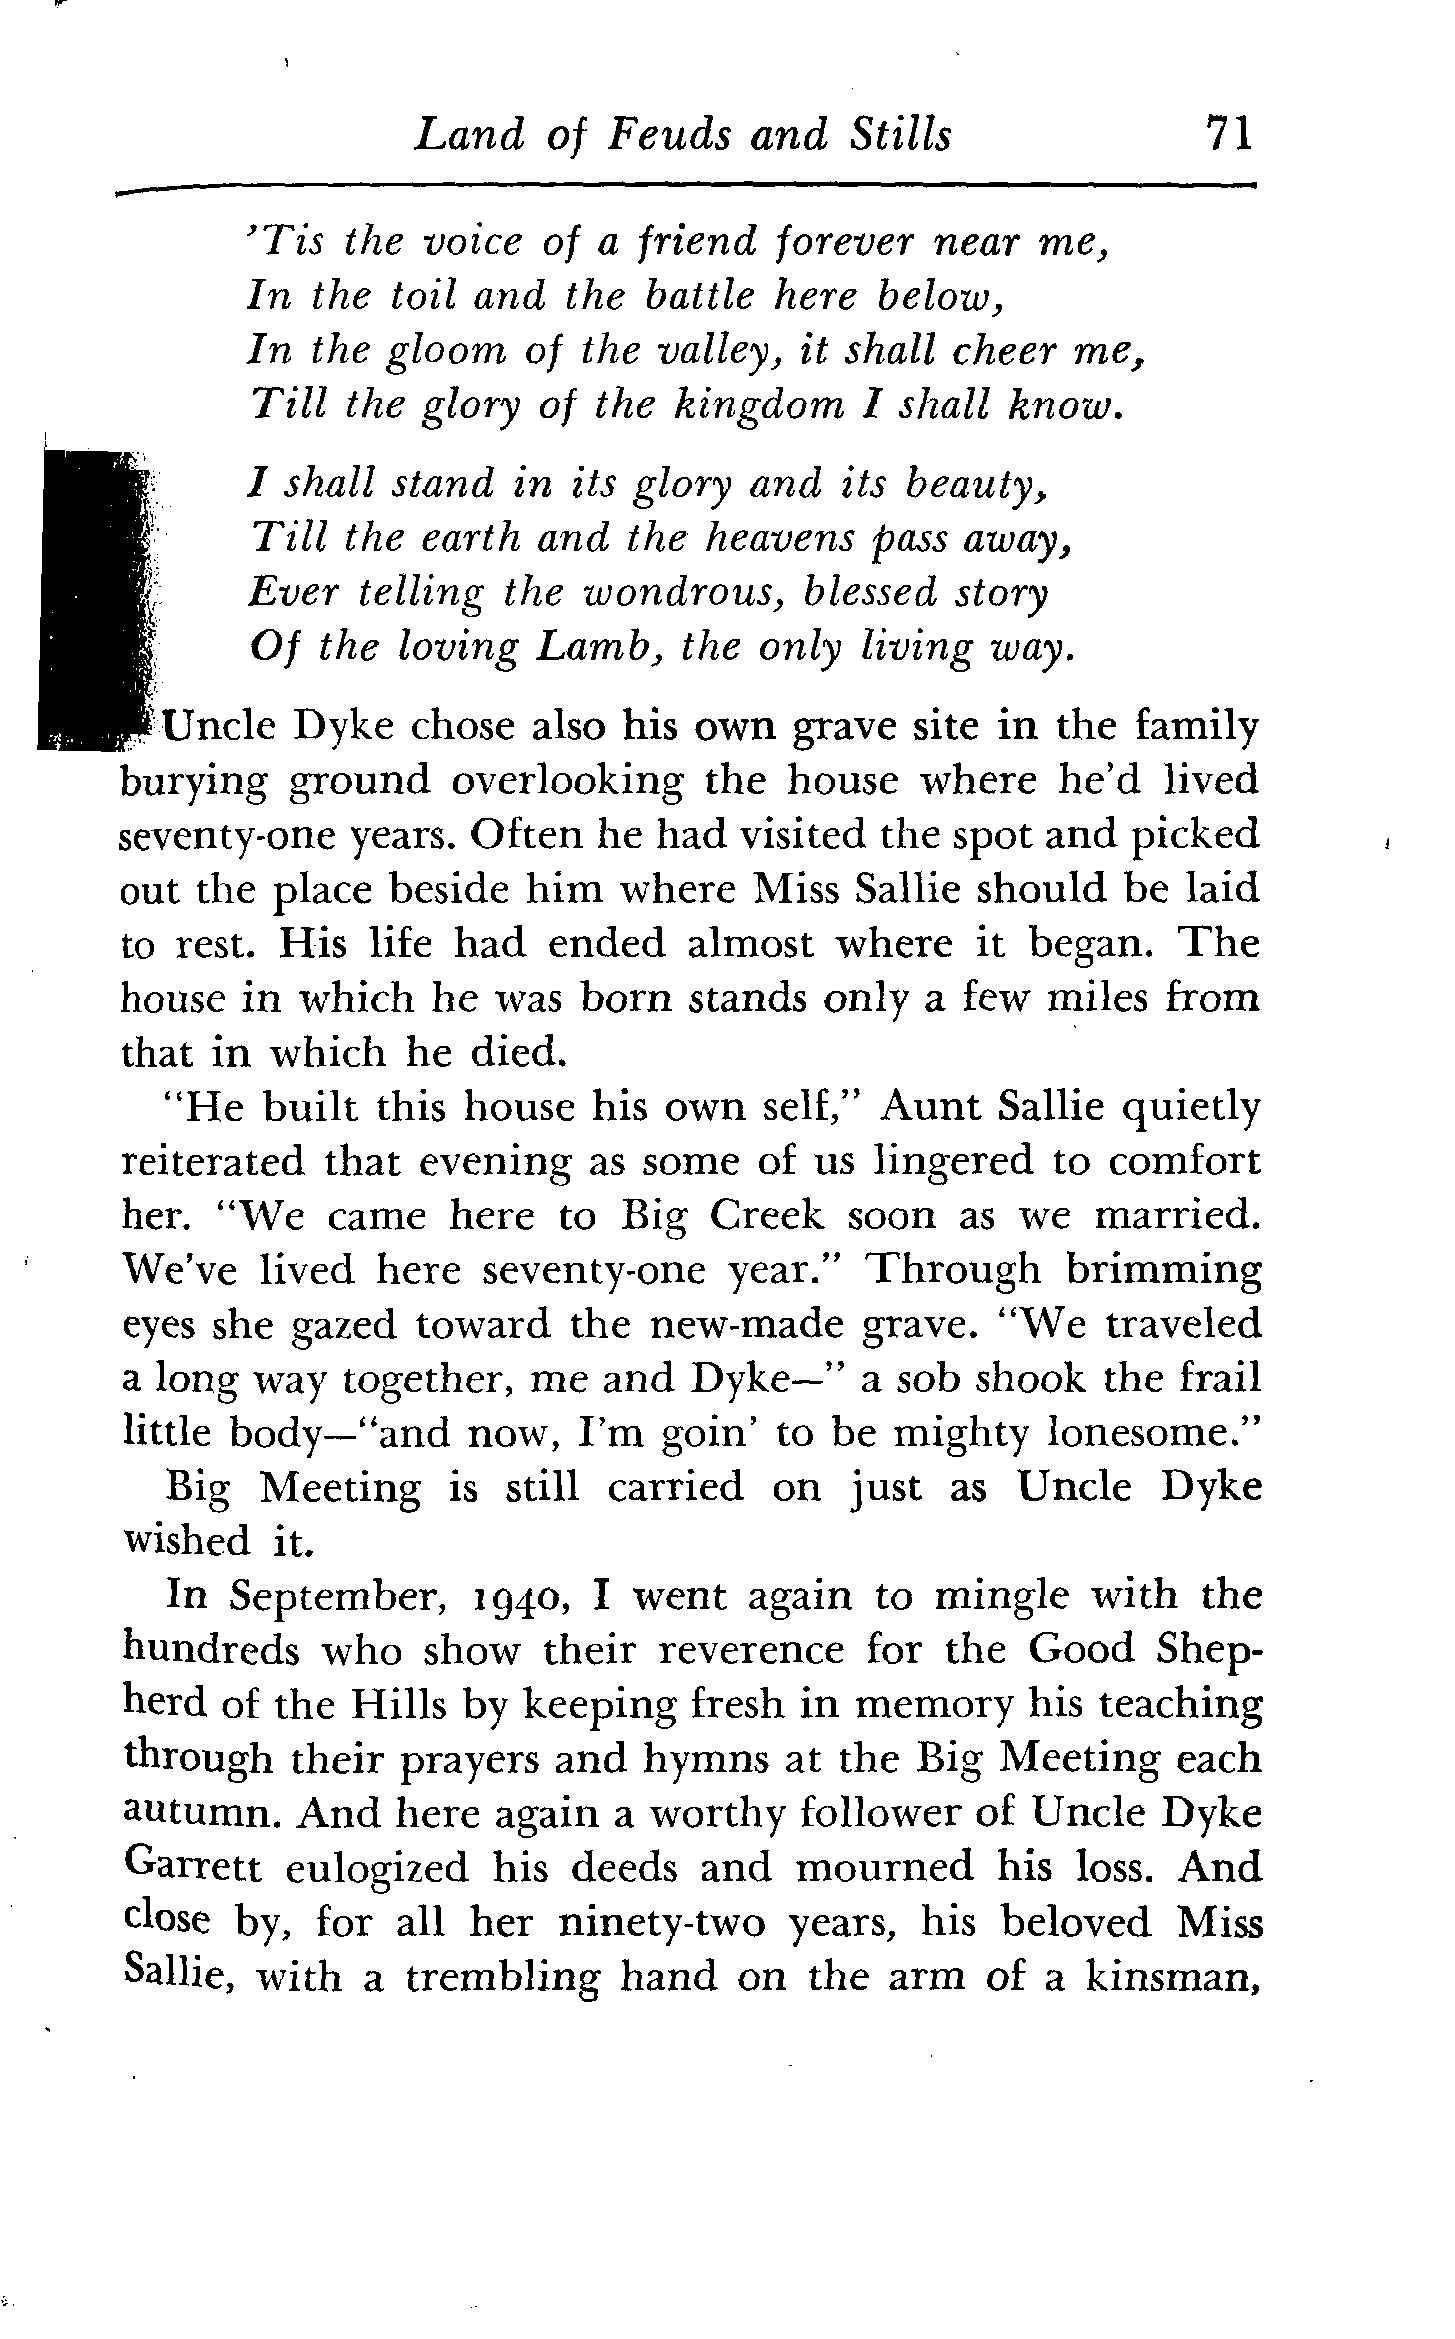 Land of Feuds and Stills 71
’Tis the voice of a friend forever near me,
In the toil and the battle here below,
In the gloom of the valley, it shall cheer me,
Till the glory of the kingdom I shall know.
I shall stand in its glory and its beauty,
Till the earth and the heavens pass away,
Ever telling the wondrous, blessed story
Of the loving Lamb, the only living way.
Uncle Dyke chose also his own grave site in the family
burying ground overlooking the house where he’d lived
seventy-one years. Often he had visited the spot and picked
out the place beside him where Miss Sallie should be laid
to rest. His life had ended almost where it began. The
house in which he was born stands only a few miles from
that in which he died.
“He built this house his own self,” Aunt Sallie quietly
reiterated that evening as some of us lingered to comfort
her. “We came here to Big Creek soon as we married.
We’ve lived here seventy-one year.” Through brimming
eyes she gazed toward the new-made grave. “We traveled
a long way together, me and Dyke—” a sob shook the frail
little body—“and now, I’m goin’ to be mighty lonesome.”
Big Meeting is still carried on just as Uncle Dyke
wished it.
In September, 1940, I went again to mingle with the
hundreds who show their reverence for the Good Shep-
herd of the Hills by keeping fresh in memory his teaching
through their prayers and hymns at the Big Meeting each
autumn. And here again a worthy follower of Uncle Dyke
Garrett eulogized his deeds and mourned his loss. And
close by, for all her ninety-two years, his beloved Miss
Sallie, with a trembling hand on the arm of a kinsman,